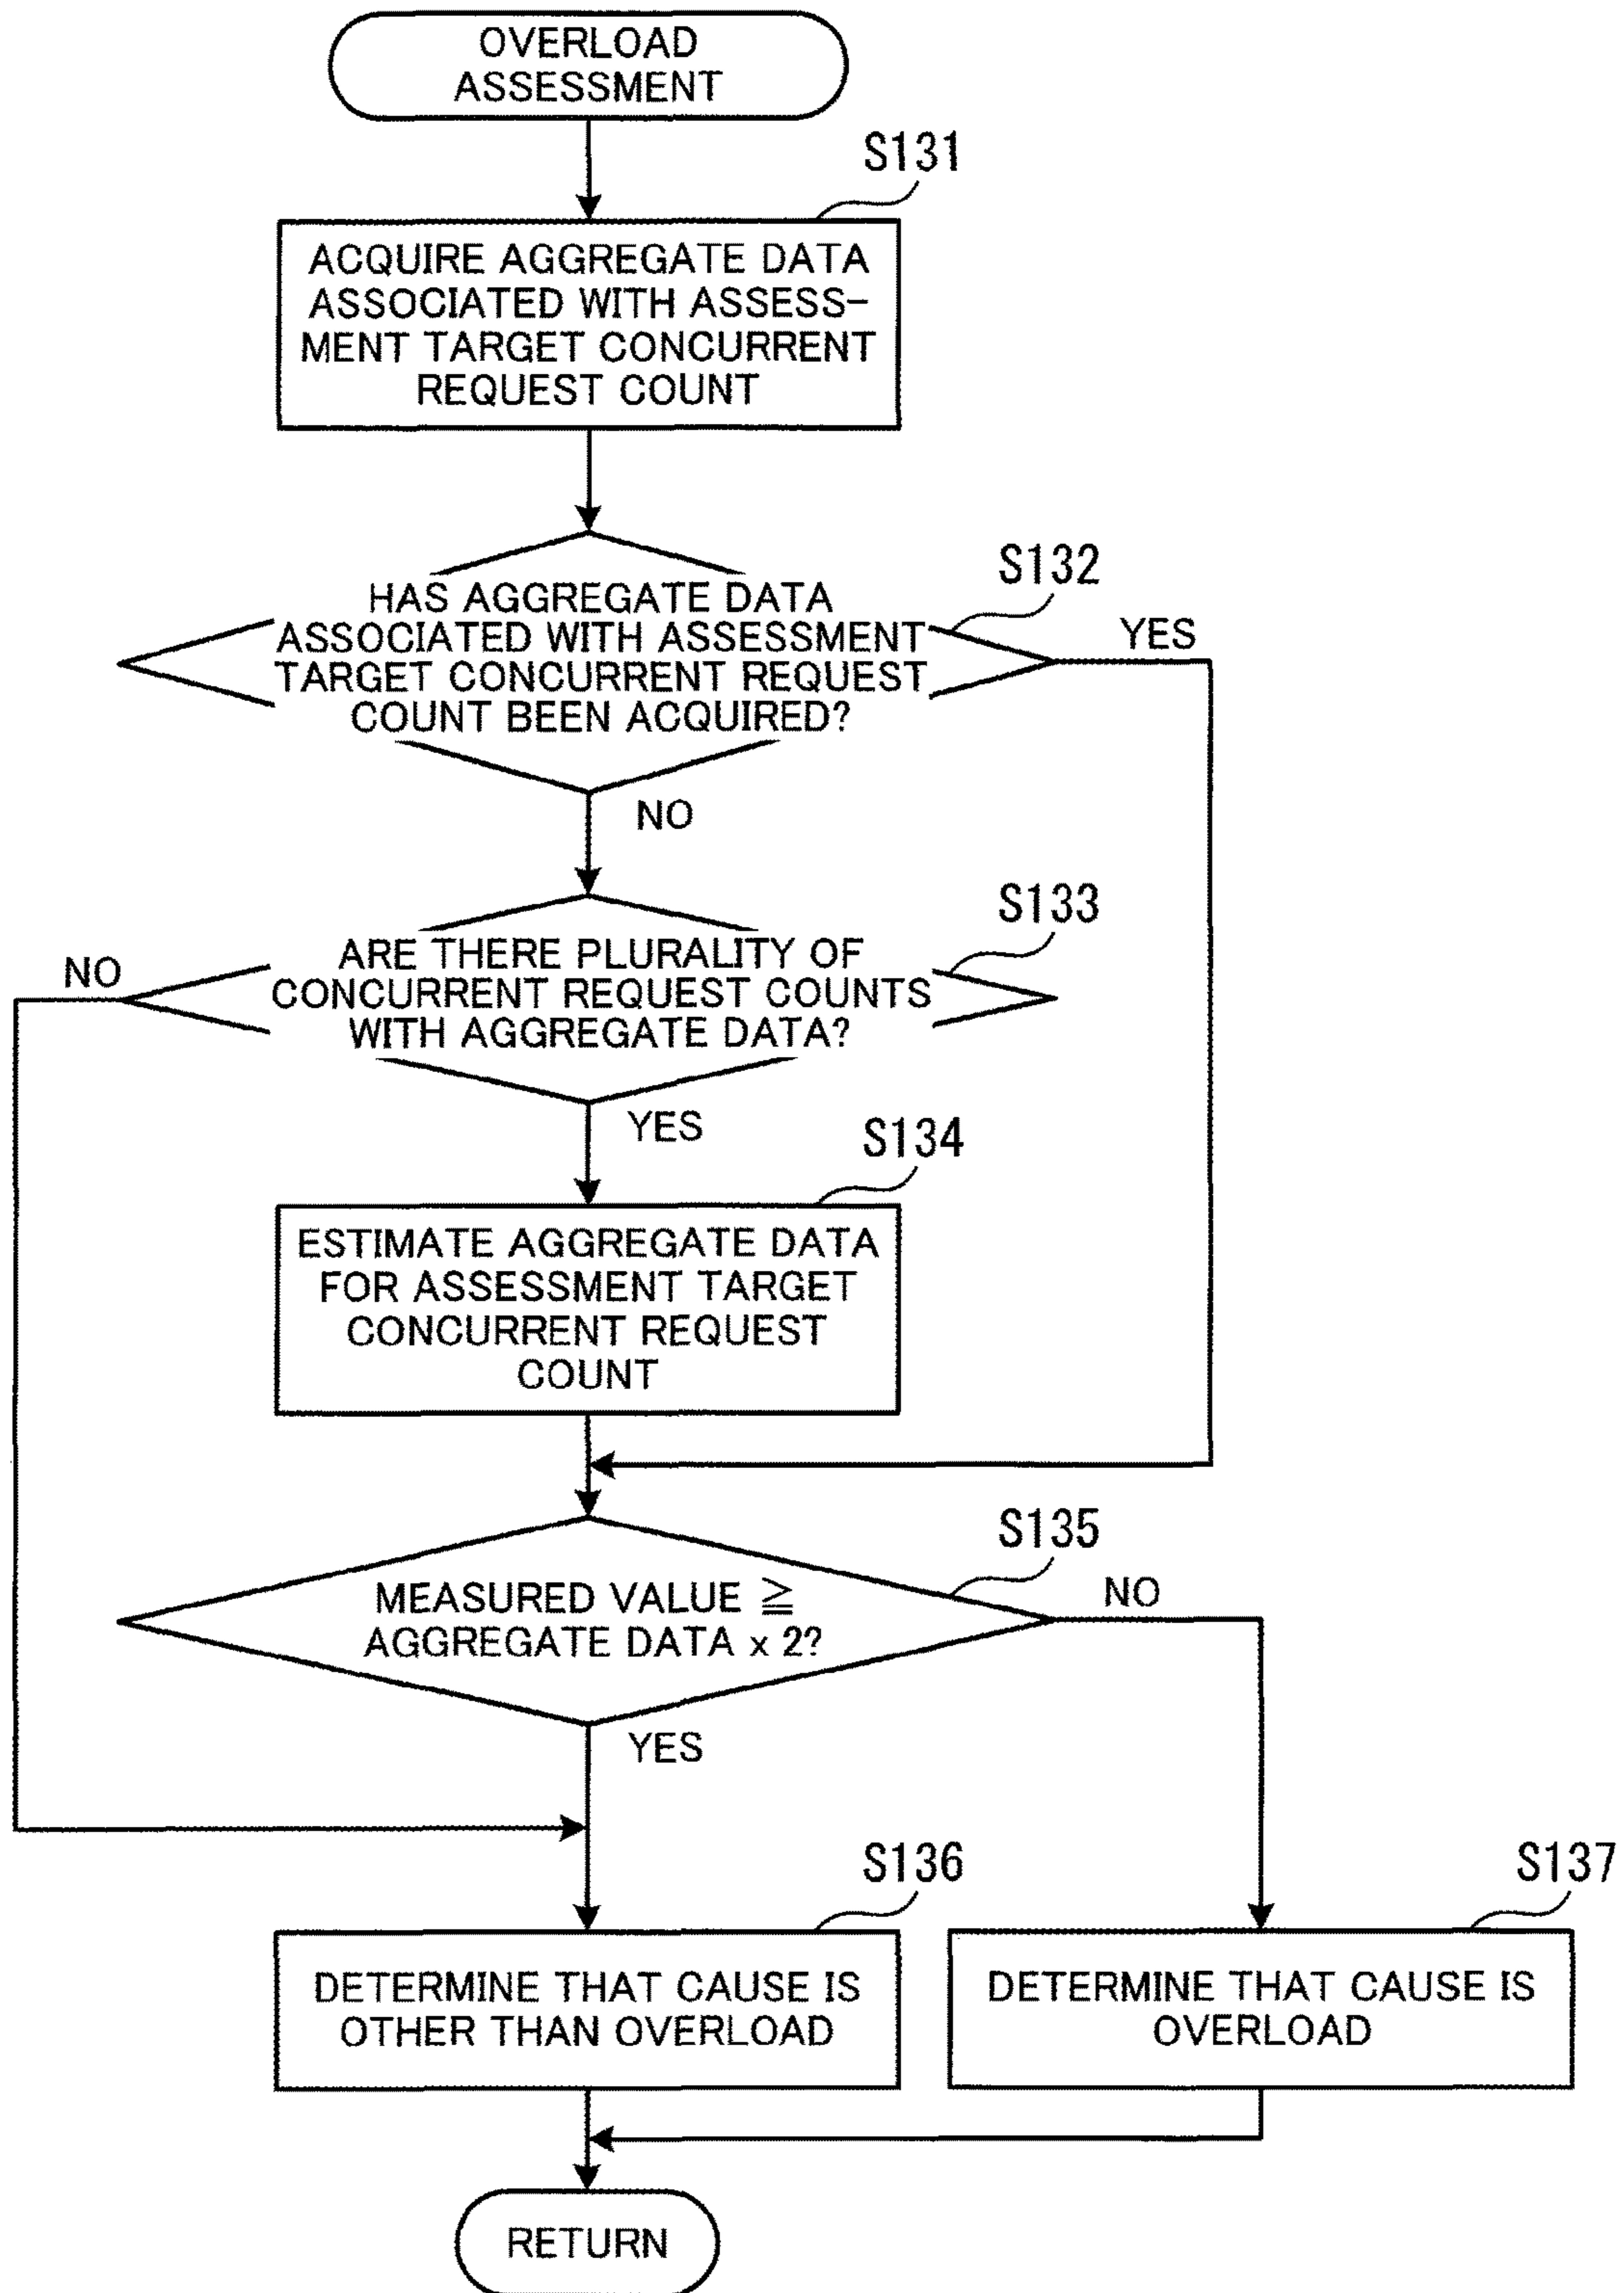 OVERLOAD
ASSESSMENT
S131
ACQUIRE AGGREGATE DATA
ASSOCIATED WITH ASSESS-
MENT TARGET CONCURRENT
REQUEST COUNT
S132
HAS AGGREGATE DATA
ASSOCIATED WITH ASSESSMENT
TARGET CONCURRENT REQUEST
COUNT BEEN ACQUIRED?
YES
NO
S133
ARE THERE PLURALITY OF
CONCURRENT REQUEST COUNTS
WITH AGGREGATE DATA?
NO
YES
S134
ESTIMATE AGGREGATE DATA
FOR ASSESSMENT TARGET
CONCURRENT REQUEST
COUNT
S135
MEASURED VALUE ≧
AGGREGATE DATA x 2?
NO
YES
S136
DETERMINE THAT CAUSE IS
OTHER THAN OVERLOAD
S137
DETERMINE THAT CAUSE IS
OVERLOAD
RETURN